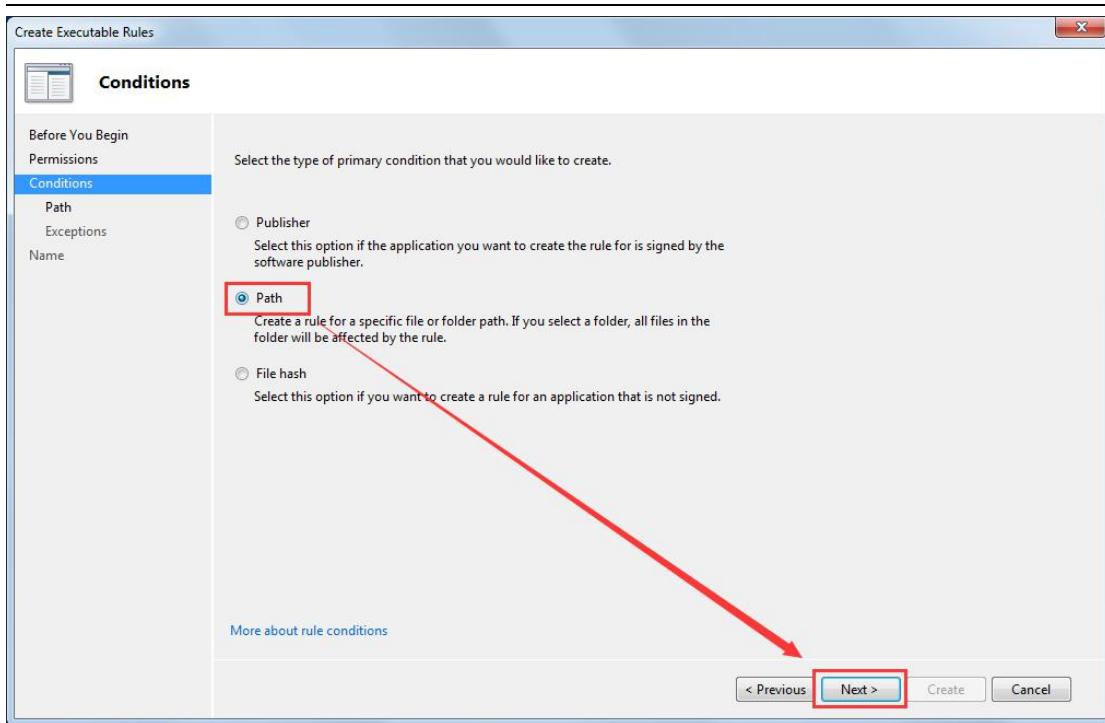 Create Executable Rules
Conditions
Before You Begin
Permissions
Conditions
Path
Exceptions
Name
Select the type of primary condition that you would like to create.
Publisher
Select this option if the application you want to create the rule for is signed by the
software publisher.
Path
Create a rule for a specific file or folder path. If you select a folder, all files in the
folder will be affected by the rule.
File hash
Select this option if you want to create a rule for an application that is not signed.
More about rule conditions
< Previous
Next >
Create
Cancel